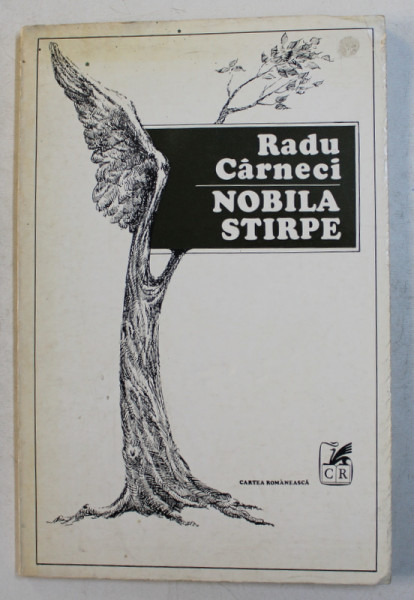 Radu
Cârneci
NOBILA
STIRPE
CR
CARTEA ROMÂNEASCĂ